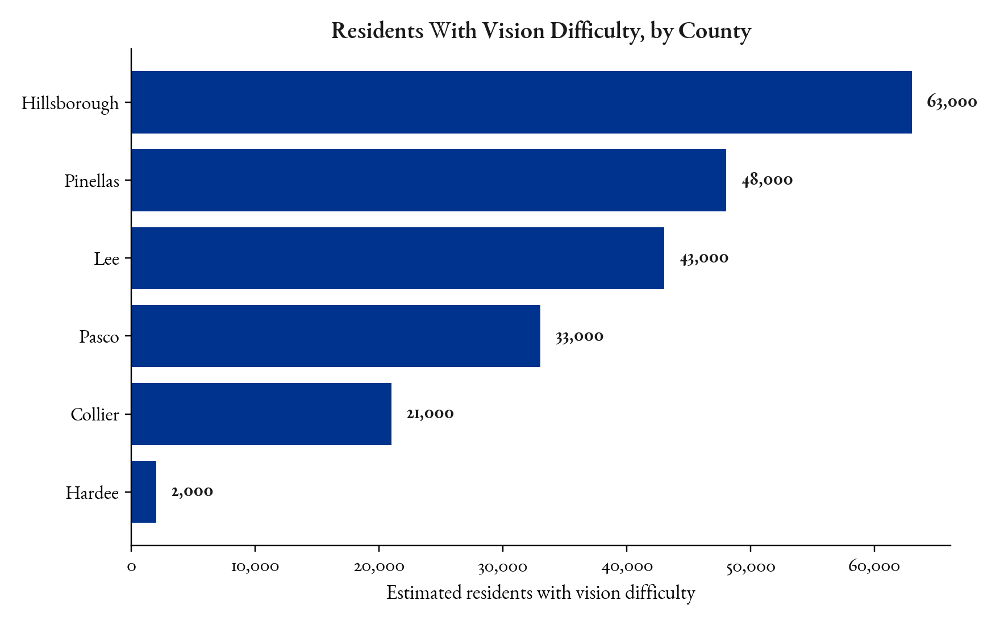 Residents With Vision Difficulty, by County
Hillsborough 63,000
Pinellas 48,000
Lee 43,000
Pasco 33,000
Collier 21,000
Hardee 2,000
0 10,000 20,000 30,000 40,000 50,000 60,000
Estimated residents with vision difficulty